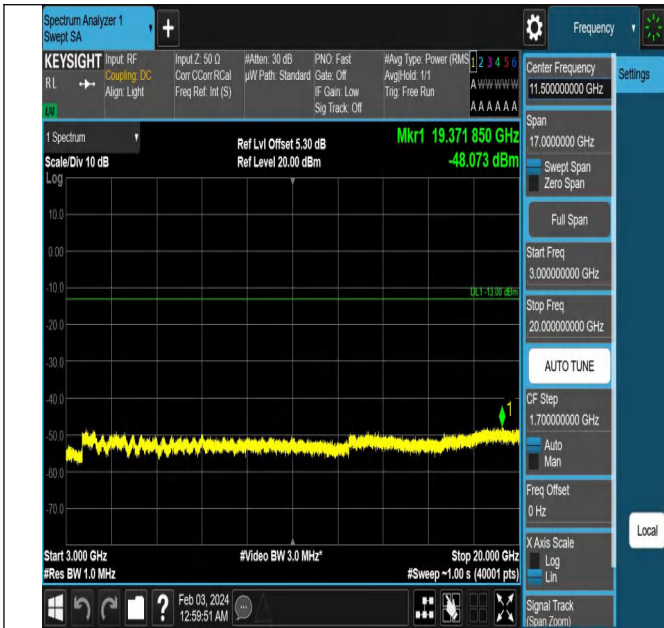 Spectrum Analyzer 1
Swept SA
+
Frequency
KEYSIGHT
RL
LXI
Input: RF
Coupling: DC
Align: Light
Input Z: 50 Ω
Corr CCorr RCal
Freq Ref: Int (S)
#Atten: 30 dB
µW Path: Standard
PNO: Fast
Gate: Off
IF Gain: Low
Sig Track: Off
#Avg Type: Power (RMS
Avg|Hold: 1/1
Trig: Free Run
1 2 3 4 5 6
A W W W W W
A A A A A A
1 Spectrum
Scale/Div 10 dB
Log
Ref Lvl Offset 5.30 dB
Ref Level 20.00 dBm
Mkr1 19.371 850 GHz
-48.073 dBm
10.0
0.00
-10.0
DL1 -13.00 dBm
-20.0
-30.0
-40.0
1
-50.0
-60.0
-70.0
Start 3.000 GHz
#Res BW 1.0 MHz
#Video BW 3.0 MHz*
Stop 20.000 GHz
#Sweep ~1.00 s (40001 pts)
Feb 03, 2024
12:59:51 AM
?
Center Frequency
11.500000000 GHz
Settings
Span
17.0000000 GHz
Swept Span
Zero Span
Full Span
Start Freq
3.000000000 GHz
Stop Freq
20.000000000 GHz
AUTO TUNE
CF Step
1.700000000 GHz
Auto
Man
Freq Offset
0 Hz
X Axis Scale
Log
Lin
Local
Signal Track
(Span Zoom)